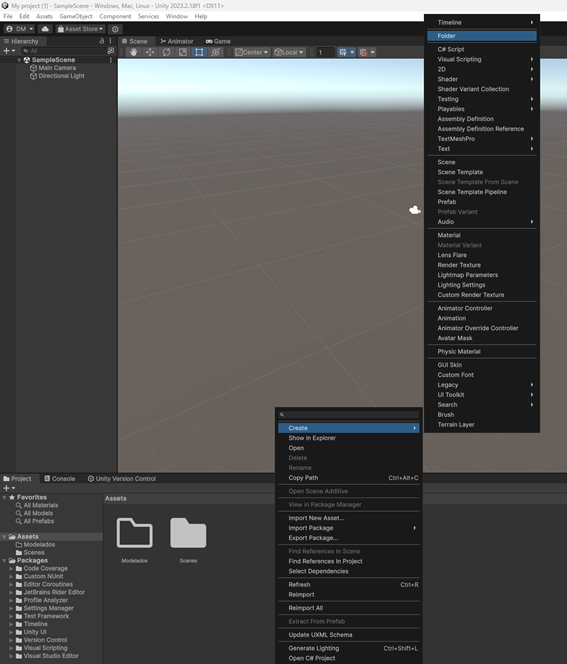 My project (1) - SampleScene - Windows, Mac, Linux - Unity 2023.2.18f1 <DX11>
File Edit Assets GameObject Component Services Window Help
DM Asset Store
Hierarchy
All
SampleScene
Main Camera
Directional Light
Scene Animator Game
Center Local 1
Timeline
Folder
C# Script
Visual Scripting
2D
Shader
Shader Variant Collection
Testing
Playables
Assembly Definition
Assembly Definition Reference
TextMeshPro
Text
Scene
Scene Template
Scene Template From Scene
Scene Template Pipeline
Prefab
Prefab Variant
Audio
Material
Material Variant
Lens Flare
Render Texture
Lightmap Parameters
Lighting Settings
Custom Render Texture
Animator Controller
Animation
Animator Override Controller
Avatar Mask
Physic Material
GUI Skin
Custom Font
Legacy
UI Toolkit
Search
Brush
Terrain Layer
Create
Show in Explorer
Open
Delete
Rename
Copy Path Ctrl+Alt+C
Open Scene Additive
View in Package Manager
Import New Asset...
Import Package
Export Package...
Find References In Scene
Find References In Project
Select Dependencies
Refresh Ctrl+R
Reimport
Reimport All
Extract From Prefab
Update UXML Schema
Generate Lighting Ctrl+Shift+L
Open C# Project
Project Console Unity Version Control
Favorites
All Materials
All Models
All Prefabs
Assets
Modelados
Scenes
Packages
Code Coverage
Custom NUnit
Editor Coroutines
JetBrains Rider Editor
Profile Analyzer
Settings Manager
Test Framework
Timeline
Unity UI
Version Control
Visual Scripting
Visual Studio Editor
Assets
Modelados Scenes